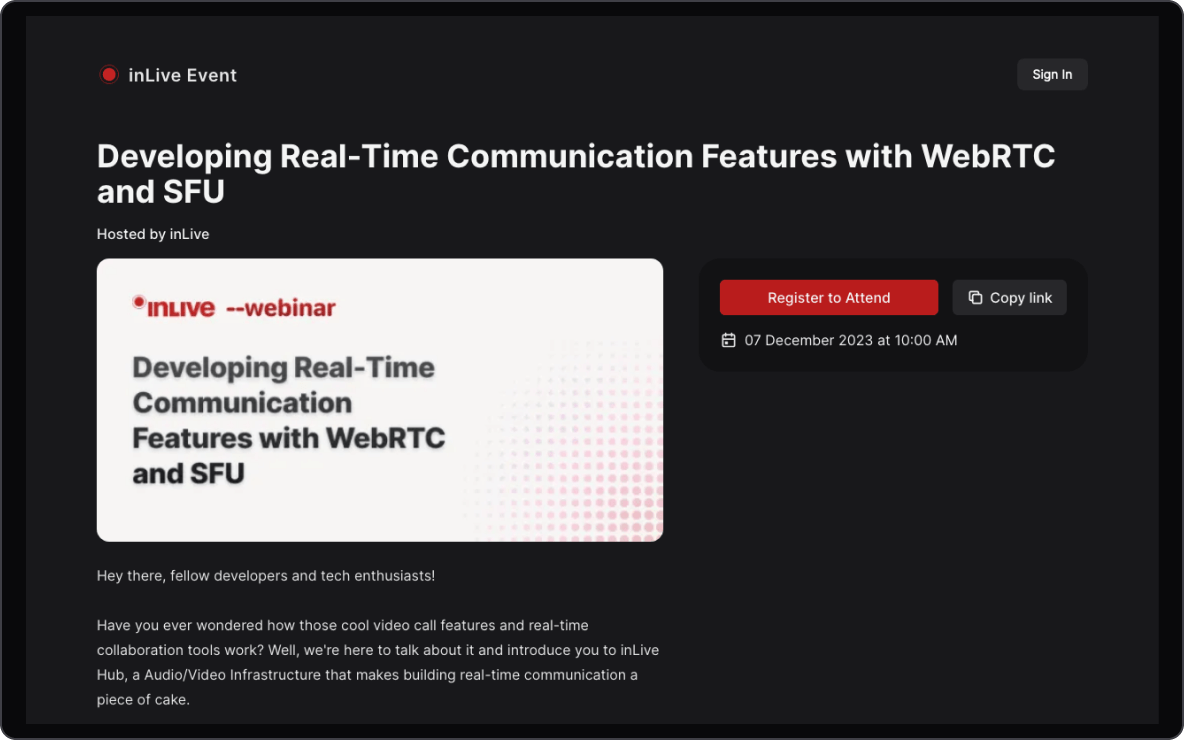 inLive Event
Sign In
Developing Real-Time Communication Features with WebRTC
and SFU
Hosted by inLive
INLIVE --webinar
Developing Real-Time
Communication
Features with WebRTC
and SFU
Register to Attend
Copy link
07 December 2023 at 10:00 AM
Hey there, fellow developers and tech enthusiasts!
Have you ever wondered how those cool video call features and real-time
collaboration tools work? Well, we're here to talk about it and introduce you to inLive
Hub, a Audio/Video Infrastructure that makes building real-time communication a
piece of cake.